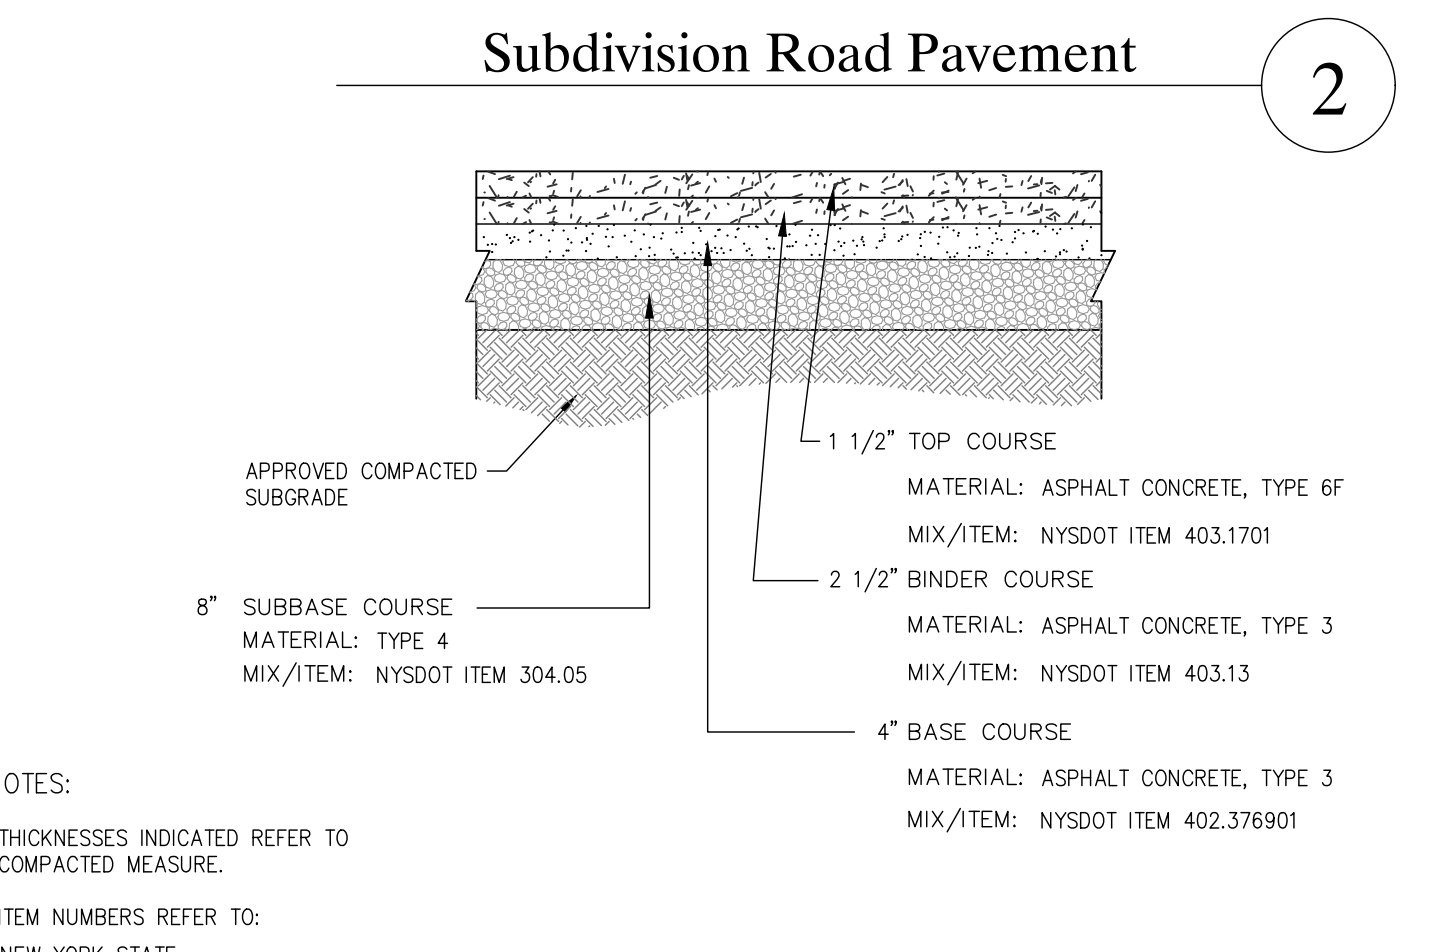 Subdivision Road Pavement
2
1 1/2” TOP COURSE
MATERIAL: ASPHALT CONCRETE, TYPE 6F
MIX/ITEM: NYSDOT ITEM 403.1701
2 1/2” BINDER COURSE
MATERIAL: ASPHALT CONCRETE, TYPE 3
MIX/ITEM: NYSDOT ITEM 403.13
4” BASE COURSE
MATERIAL: ASPHALT CONCRETE, TYPE 3
MIX/ITEM: NYSDOT ITEM 402.376901
APPROVED COMPACTED
SUBGRADE
8” SUBBASE COURSE
MATERIAL: TYPE 4
MIX/ITEM: NYSDOT ITEM 304.05
OTES:
THICKNESSES INDICATED REFER TO
COMPACTED MEASURE.
ITEM NUMBERS REFER TO:
NEW YORK STATE